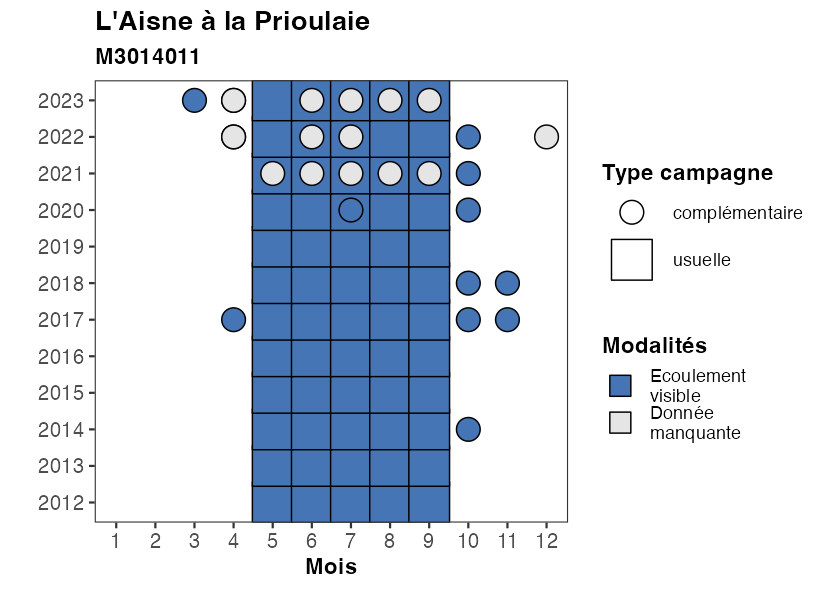 L'Aisne à la Prioulaie
M3014011
2023
2022
2021
2020
2019
2018
2017
2016
2015
2014
2013
2012
1 2 3 4 5 6 7 8 9 10 11 12
Mois
Type campagne
complémentaire
usuelle
Modalités
Ecoulement
visible
Donnée
manquante